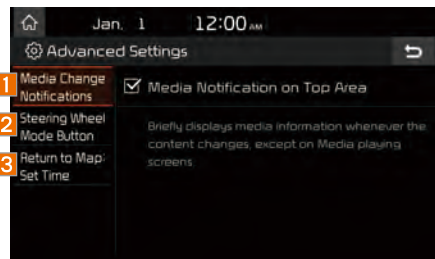 Jan. 1 12:00 AM
Advanced Settings
1 Media Change
Notifications
Media Notification on Top Area
2 Steering Wheel
Mode Button
Briefly displays media information whenever the
content changes, except on Media playing
screens.
3 Return to Map:
Set Time